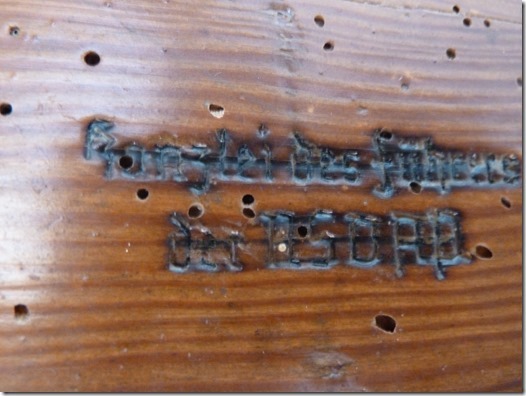 Kanzlei des Führers
der NSDAP